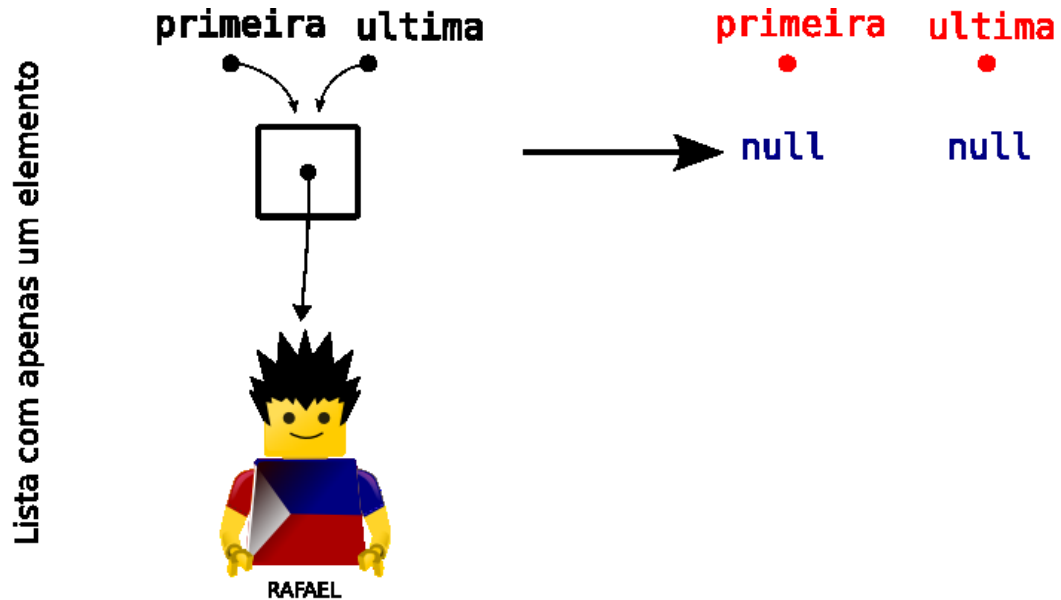 primeira ultima
primeira ultima
null null
Lista com apenas um elemento
RAFAEL